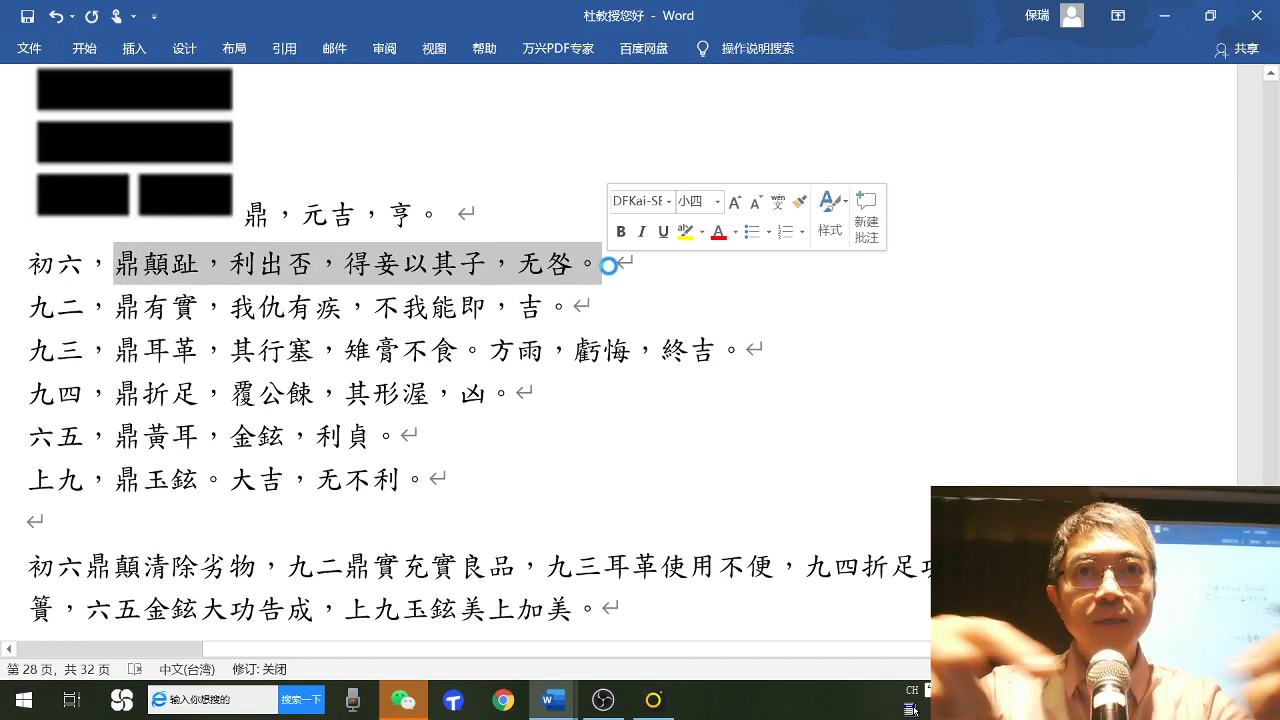 杜教授您好 - Word
保瑞
文件 开始 插入 设计 布局 引用 邮件 审阅 视图 帮助 万兴PDF专家 百度网盘 操作说明搜索 共享
DFKai-SE 小四 A A wén 文
B I U ab A 样式 新建批注
鼎，元吉，亨。
初六，鼎顛趾，利出否，得妾以其子，无咎。
九二，鼎有實，我仇有疾，不我能即，吉。
九三，鼎耳革，其行塞，雉膏不食。方雨，虧悔，終吉。
九四，鼎折足，覆公餗，其形渥，凶。
六五，鼎黃耳，金鉉，利貞。
上九，鼎玉鉉。大吉，无不利。
初六鼎顛清除劣物，九二鼎實充實良品，九三耳革使用不便，九四折足
簣，六五金鉉大功告成，上九玉鉉美上加美。
第 28 页，共 32 页 中文(台湾) 修订: 关闭
输入你想搜的 搜索一下
CH